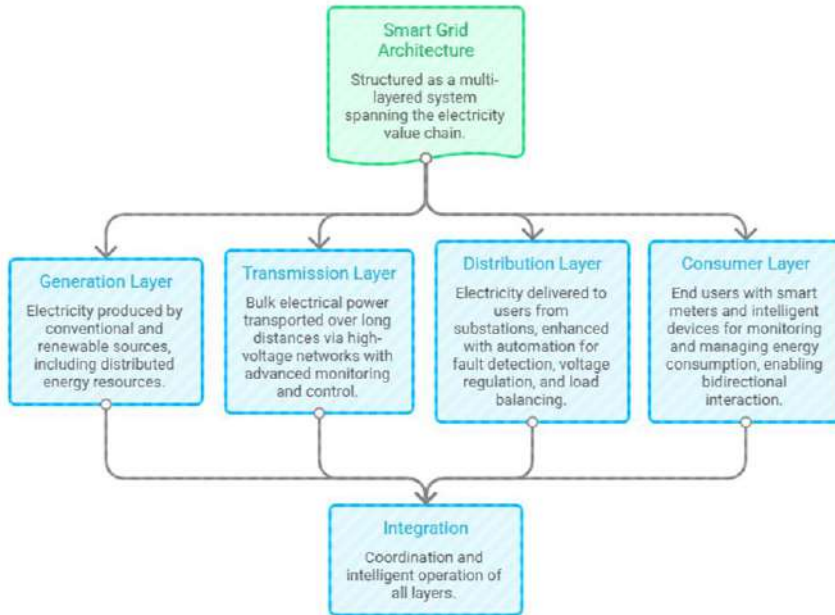 Smart Grid
Architecture
Structured as a multi-
layered system
spanning the electricity
value chain.
Generation Layer
Electricity produced by
conventional and
renewable sources,
including distributed
energy resources.
Transmission Layer
Bulk electrical power
transported over long
distances via high-
voltage networks with
advanced monitoring
and control.
Distribution Layer
Electricity delivered to
users from
substations, enhanced
with automation for
fault detection, voltage
regulation, and load
balancing.
Consumer Layer
End users with smart
meters and intelligent
devices for monitoring
and managing energy
consumption, enabling
bidirectional
interaction.
Integration
Coordination and
intelligent operation of
all layers.